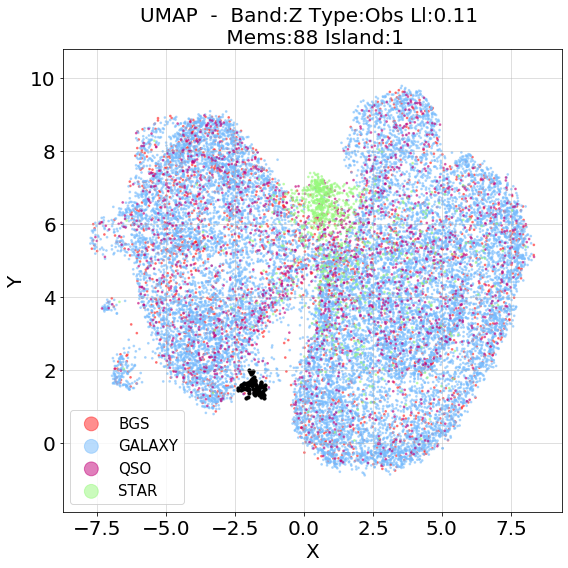 UMAP  -  Band:Z Type:Obs Ll:0.11
Mems:88 Island:1
10
8
6
4
2
0
Y
BGS
GALAXY
QSO
STAR
−7.5 −5.0 −2.5 0.0 2.5 5.0 7.5
X